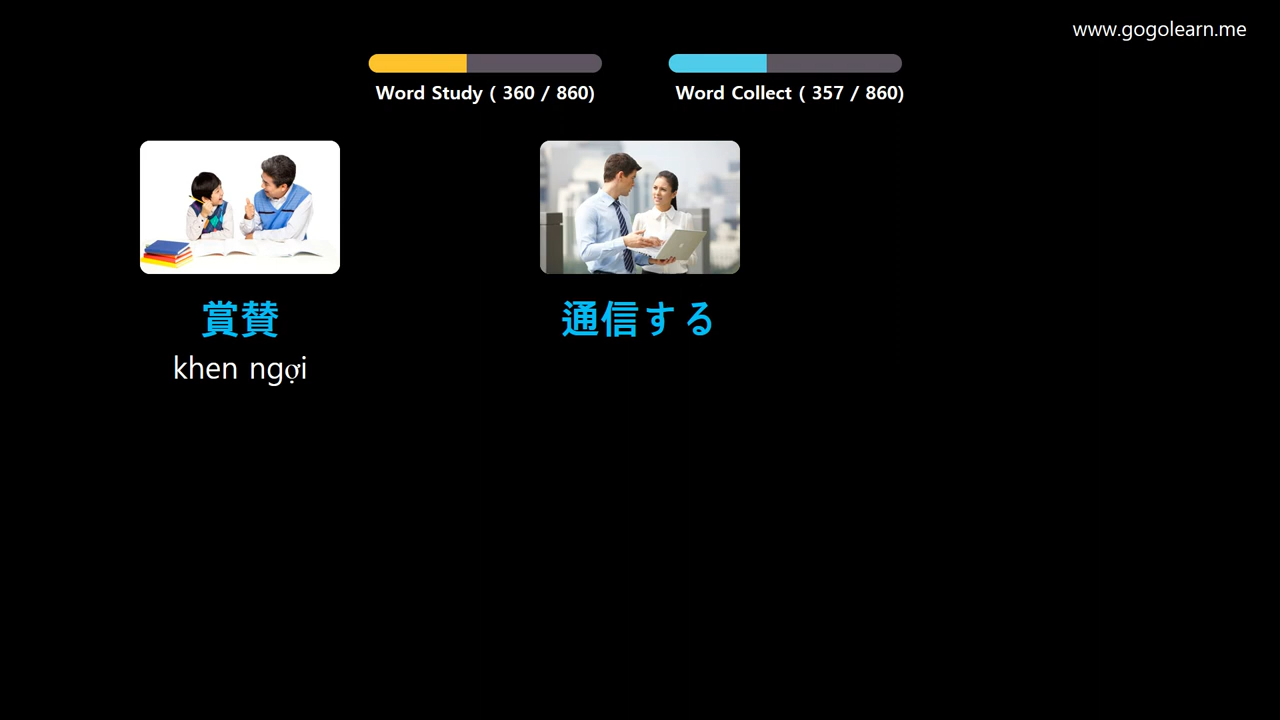 www.gogolearn.me
Word Study ( 360 / 860)
Word Collect ( 357 / 860)
賞賛
khen ngợi
通信する